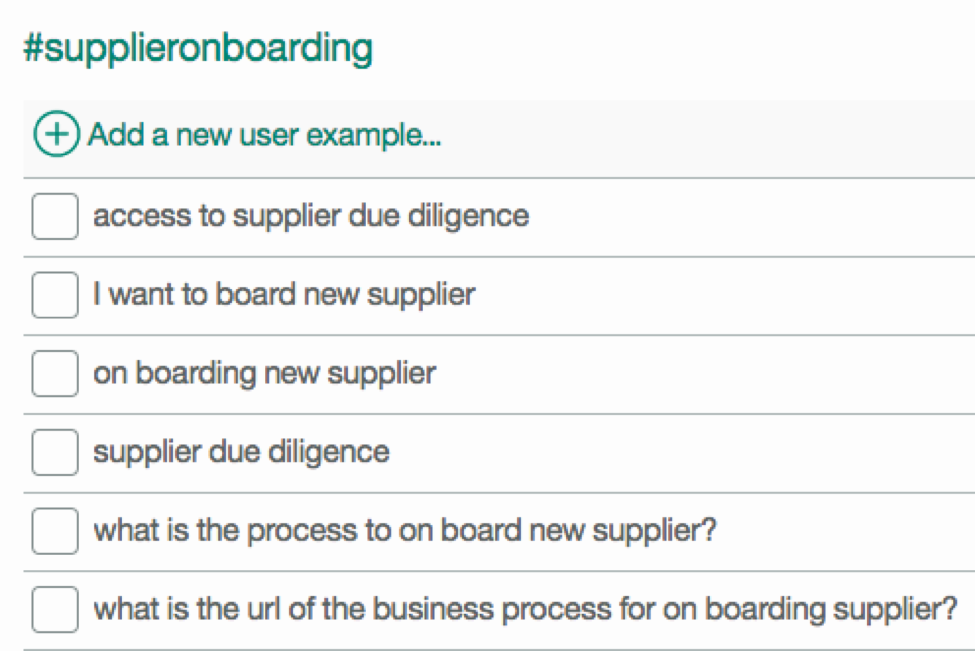 #supplieronboarding
Add a new user example...
access to supplier due diligence
I want to board new supplier
on boarding new supplier
supplier due diligence
what is the process to on board new supplier?
what is the url of the business process for on boarding supplier?